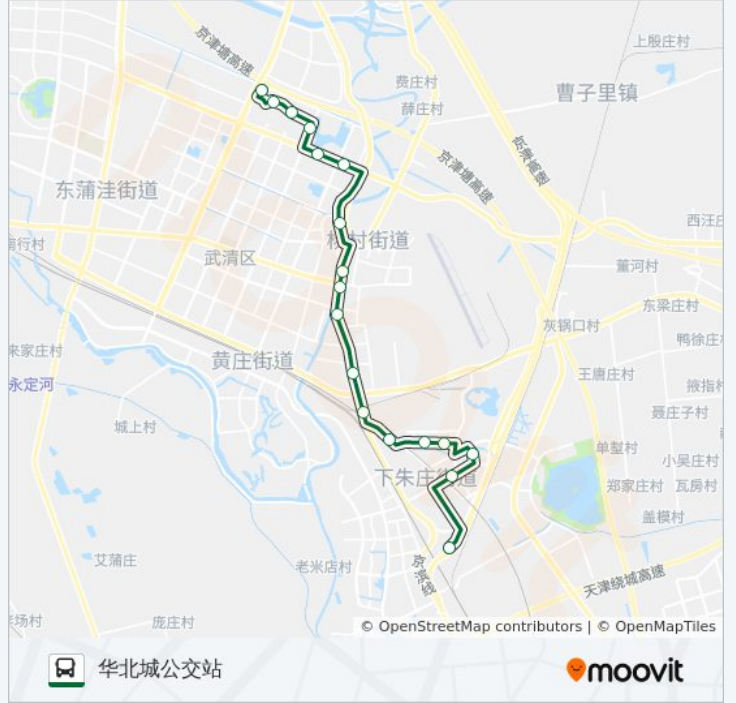 上殷庄村
京津塘高速
费庄村
曹子里镇
薛庄村
京津高速
京津塘高速
东蒲洼街道
西汪庄
南行村
杨村街道
武清区
董河村
东梁庄村
灰锅口村
鸭徐庄
来家庄村
黄庄街道
王唐庄村
永定河
掖指村
聂庄子村
城上村
单堼村
小吴庄村
下朱庄街道
郑家庄村
瓦房村
盖模村
艾蒲庄
老米店村
京滨线
天津绕城高速
庞庄村
© OpenStreetMap contributors | © OpenMapTiles
华北城公交站
moovit